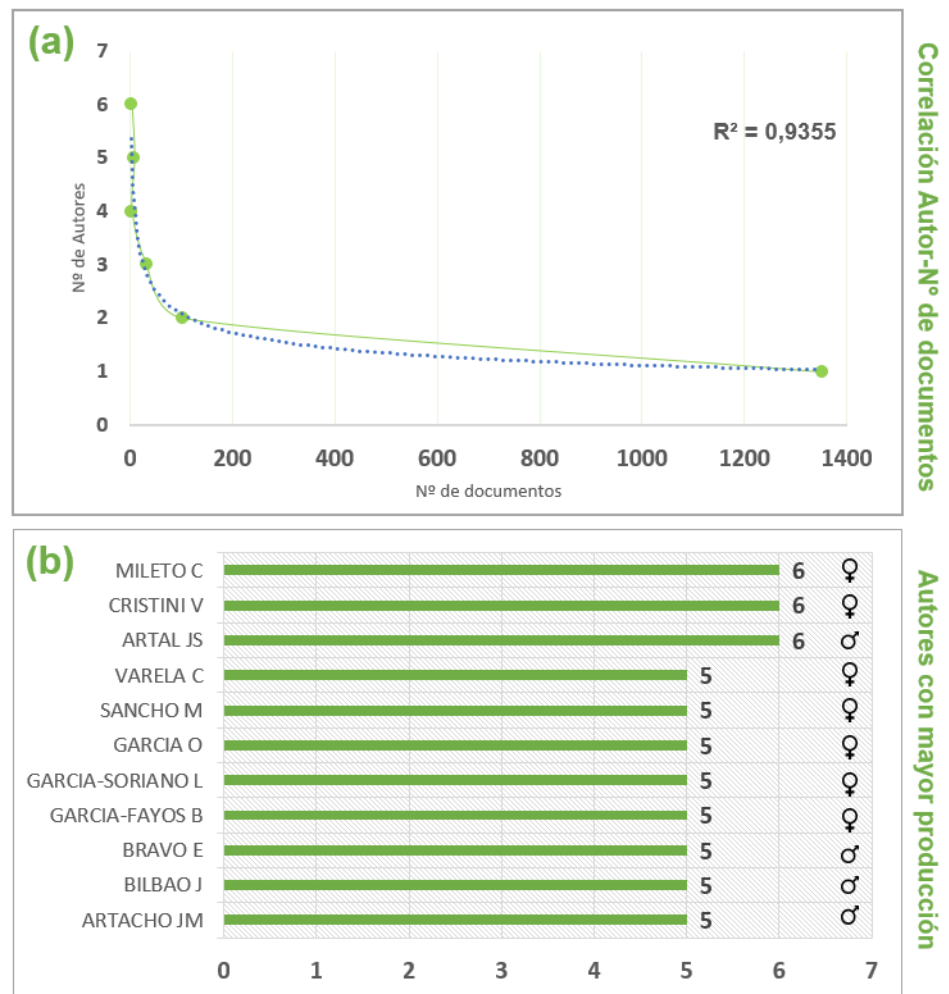 (a)
Correlación Autor-Nº de documentos
7
6
5
4
3
2
1
0
Nº de Autores
R² = 0,9355
0 200 400 600 800 1000 1200 1400
Nº de documentos
(b)
Autores con mayor producción
MILETO C 6 ♀
CRISTINI V 6 ♀
ARTAL JS 6 ♂
VARELA C 5 ♀
SANCHO M 5 ♀
GARCIA O 5 ♀
GARCIA-SORIANO L 5 ♀
GARCIA-FAYOS B 5 ♀
BRAVO E 5 ♂
BILBAO J 5 ♂
ARTACHO JM 5 ♂
0 1 2 3 4 5 6 7